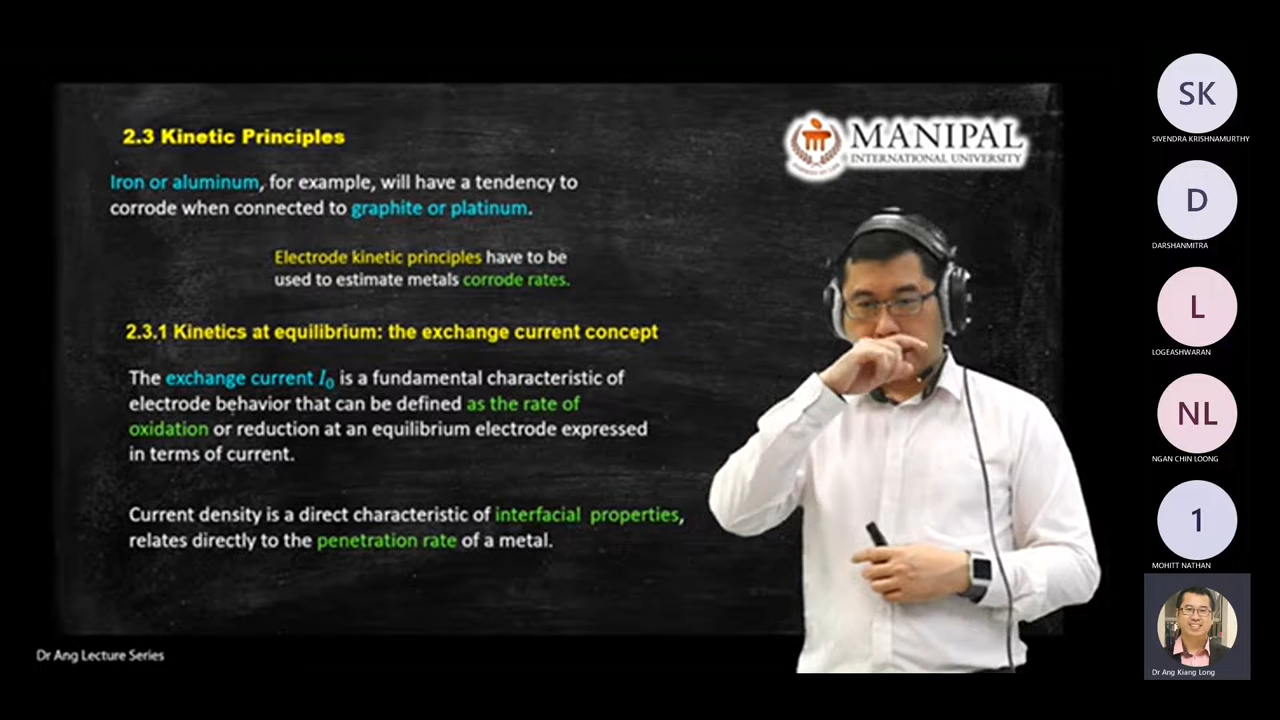 2.3 Kinetic Principles
MANIPAL
INTERNATIONAL UNIVERSITY
Iron or aluminum, for example, will have a tendency to
corrode when connected to graphite or platinum.
Electrode kinetic principles have to be
used to estimate metals corrode rates.
2.3.1 Kinetics at equilibrium: the exchange current concept
The exchange current I₀ is a fundamental characteristic of
electrode behavior that can be defined as the rate of
oxidation or reduction at an equilibrium electrode expressed
in terms of current.
Current density is a direct characteristic of interfacial properties,
relates directly to the penetration rate of a metal.
Dr Ang Lecture Series
SK
SIVENDRA KRISHNAMURTHY
D
DARSHANMITRA
L
LOGEASHWARAN
NL
NGAN CHIN LOONG
1
MOHITT NATHAN
Dr Ang Kiang Long